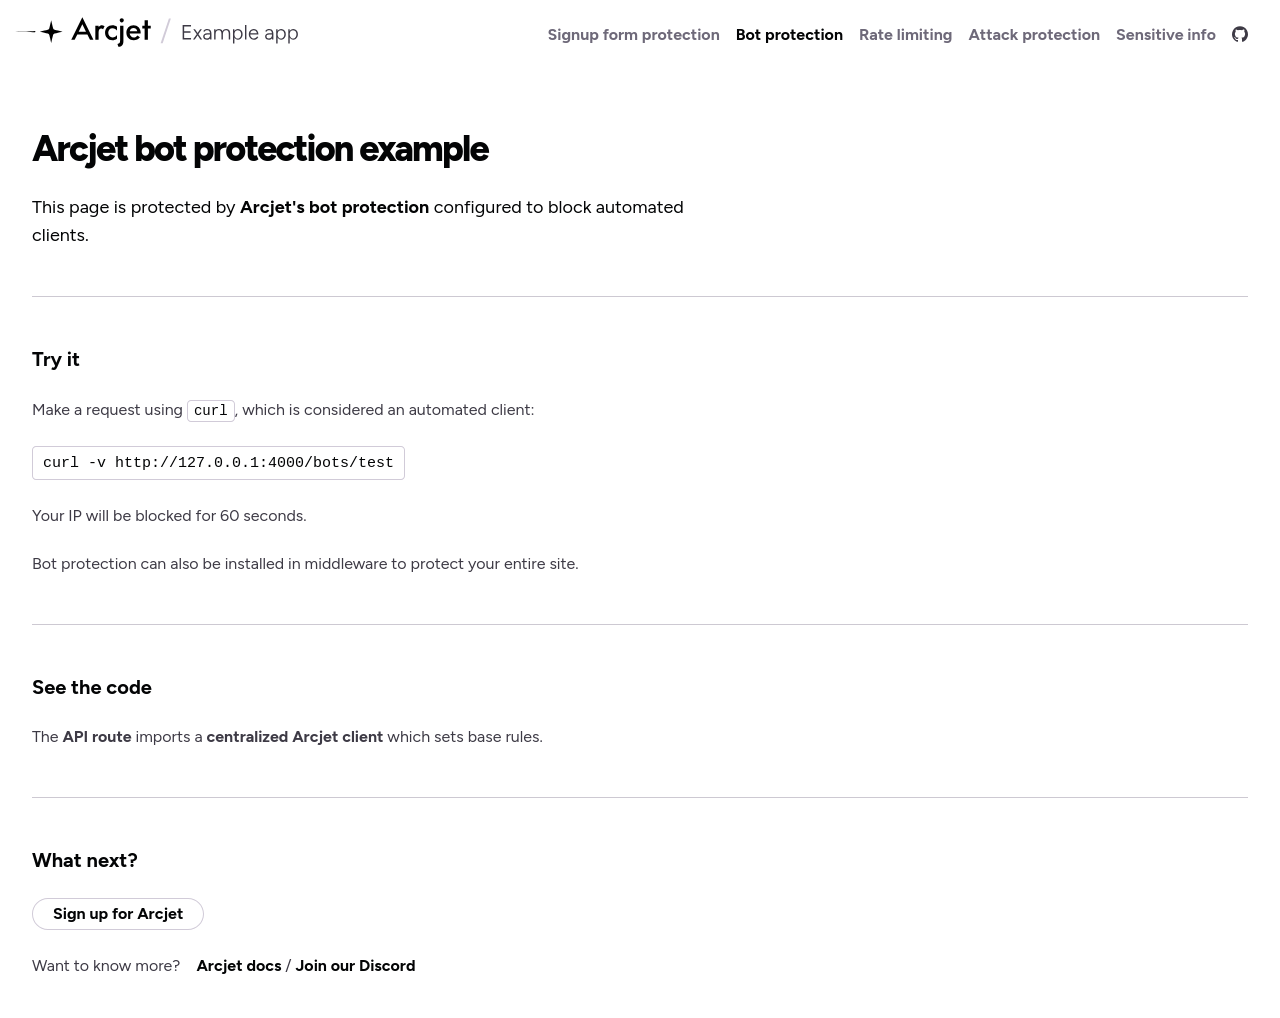 Arcjet / Example app
Signup form protection Bot protection Rate limiting Attack protection Sensitive info
Arcjet bot protection example
This page is protected by Arcjet's bot protection configured to block automated
clients.
Try it
Make a request using curl, which is considered an automated client:
curl -v http://127.0.0.1:4000/bots/test
Your IP will be blocked for 60 seconds.
Bot protection can also be installed in middleware to protect your entire site.
See the code
The API route imports a centralized Arcjet client which sets base rules.
What next?
Sign up for Arcjet
Want to know more? Arcjet docs / Join our Discord